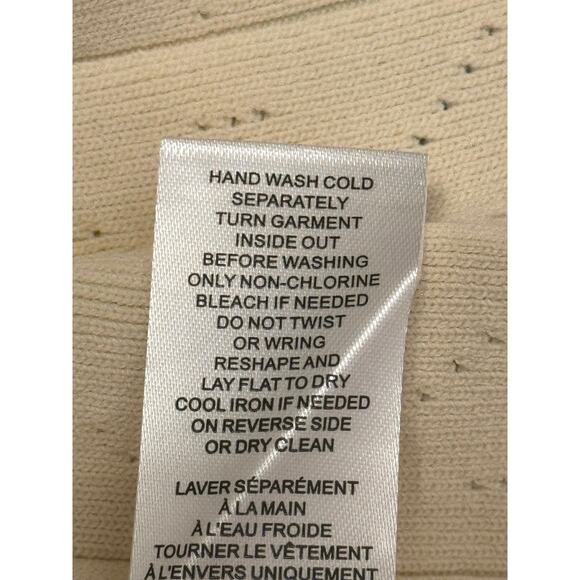 HAND WASH COLD
SEPARATELY
TURN GARMENT
INSIDE OUT
BEFORE WASHING
ONLY NON-CHLORINE
BLEACH IF NEEDED
DO NOT TWIST
OR WRING
RESHAPE AND
LAY FLAT TO DRY
COOL IRON IF NEEDED
ON REVERSE SIDE
OR DRY CLEAN
LAVER SÉPARÉMENT
À LA MAIN
À L'EAU FROIDE
TOURNER LE VÊTEMENT
À L'ENVERS UNIQUEMENT